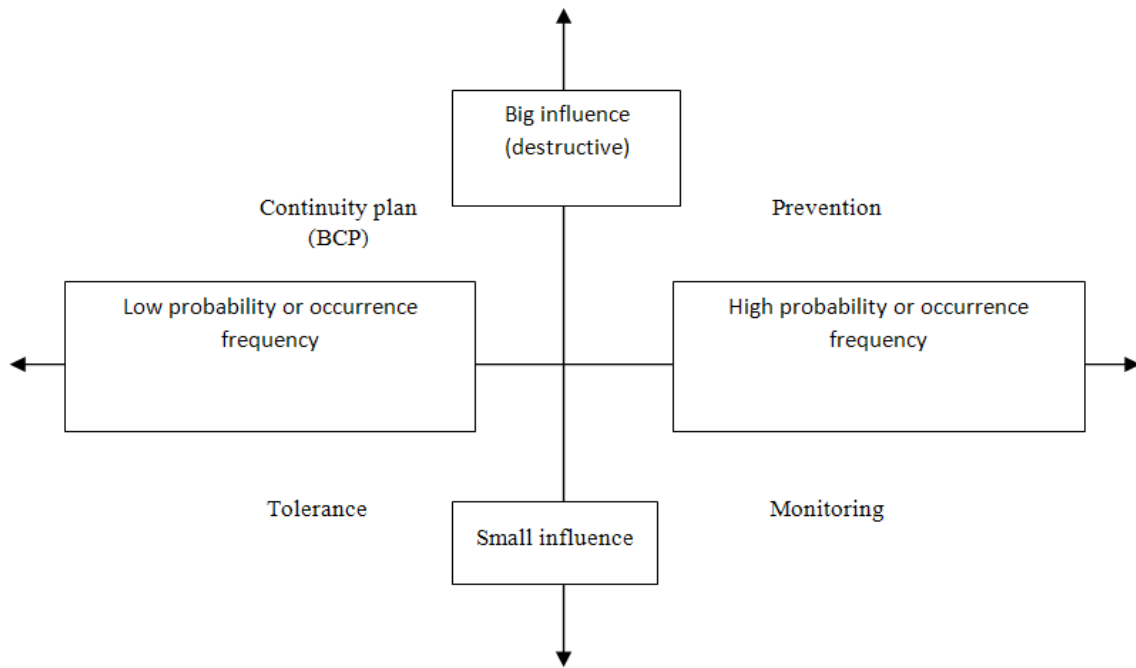 Big influence
(destructive)
Continuity plan
(BCP)
Prevention
Low probability or occurrence
frequency
High probability or occurrence
frequency
Tolerance
Monitoring
Small influence